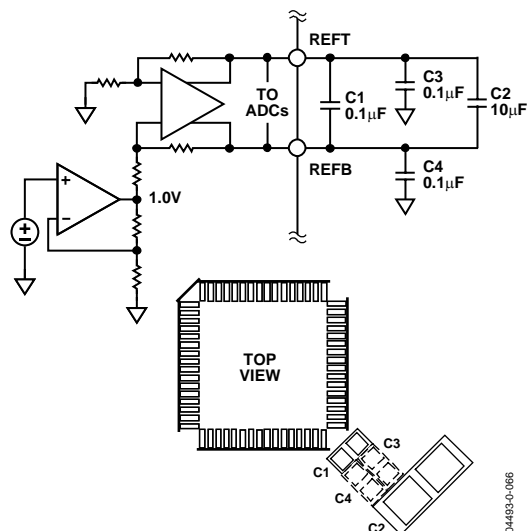 REFT
TO
ADCs
C1
0.1µF
C3
0.1µF
C2
10µF
REFB
C4
0.1µF
+
–
1.0V
±
TOP
VIEW
C3
C1
C4
C2
04493-0-066